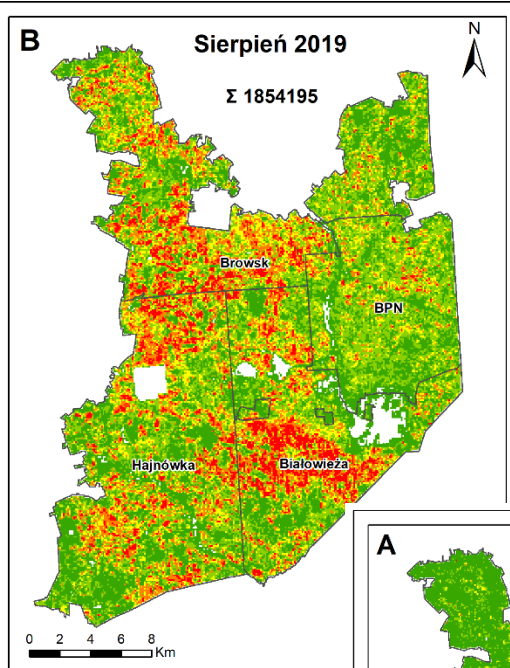 B
Sierpień 2019
N
Σ 1854195
Browsk
BPN
Hajnówka
Białowieża
A
0 2 4 6 8
Km